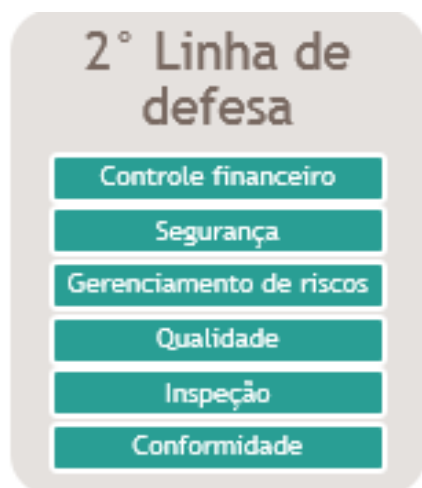 2° Linha de
defesa
Controle financeiro
Segurança
Gerenciamento de riscos
Qualidade
Inspeção
Conformidade